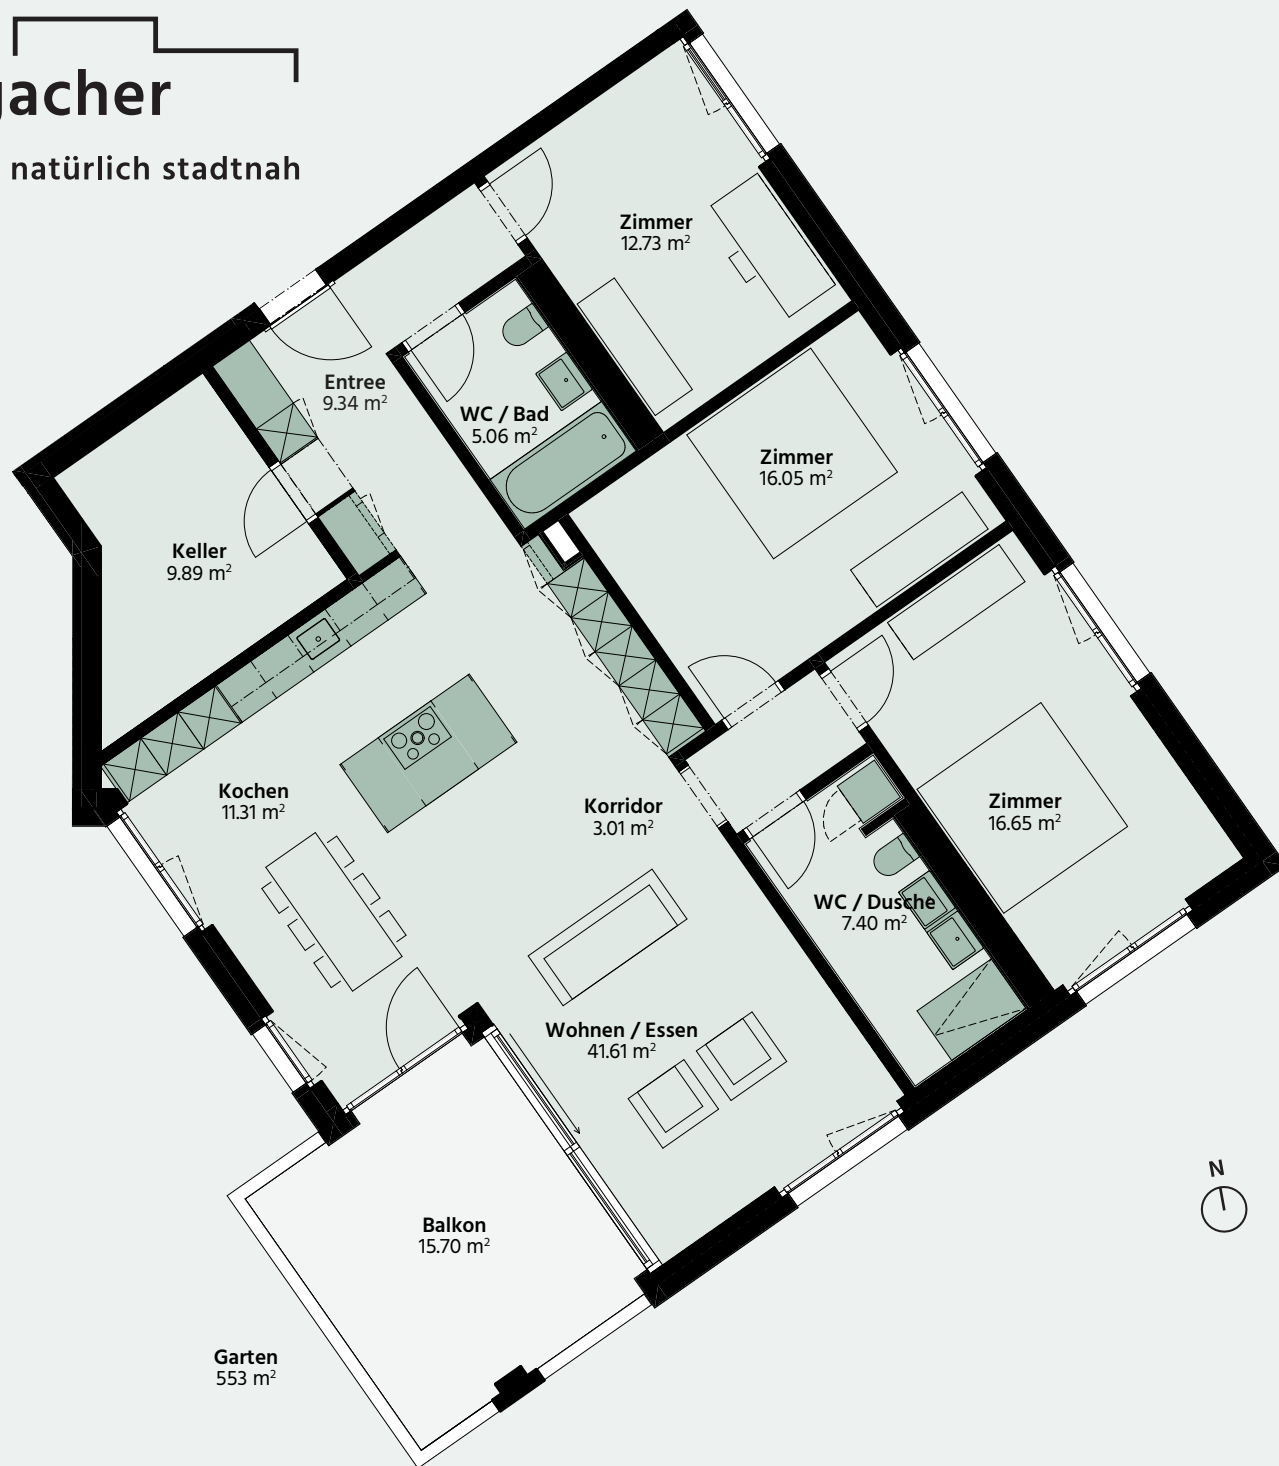 natürlich stadtnah
Zimmer
12.73 m²
Entree
9.34 m²
WC / Bad
5.06 m²
Zimmer
16.05 m²
Keller
9.89 m²
Kochen
11.31 m²
Korridor
3.01 m²
Zimmer
16.65 m²
WC / Dusche
7.40 m²
Wohnen / Essen
41.61 m²
N
Balkon
15.70 m²
Garten
553 m²